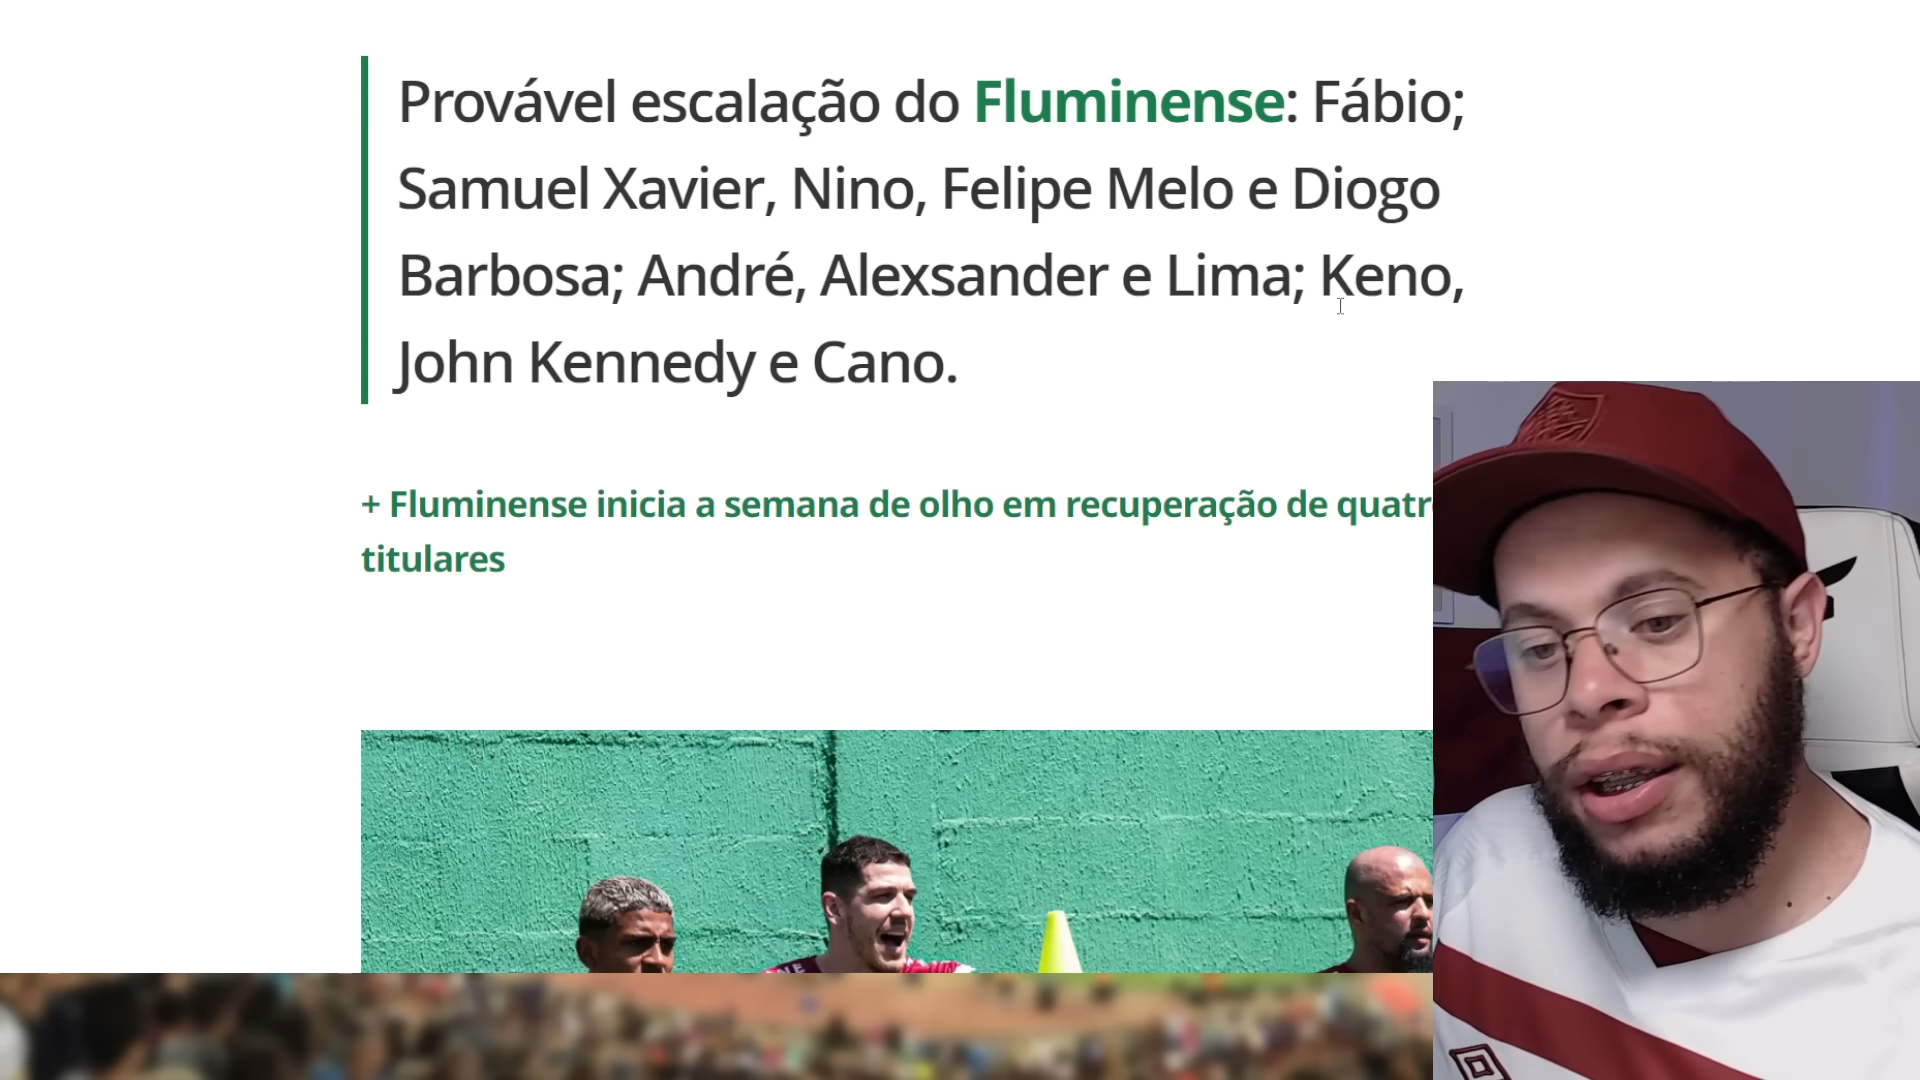 Provável escalação do Fluminense: Fábio;
Samuel Xavier, Nino, Felipe Melo e Diogo
Barbosa; André, Alexsander e Lima; Keno,
John Kennedy e Cano.
+ Fluminense inicia a semana de olho em recuperação de quatr
titulares